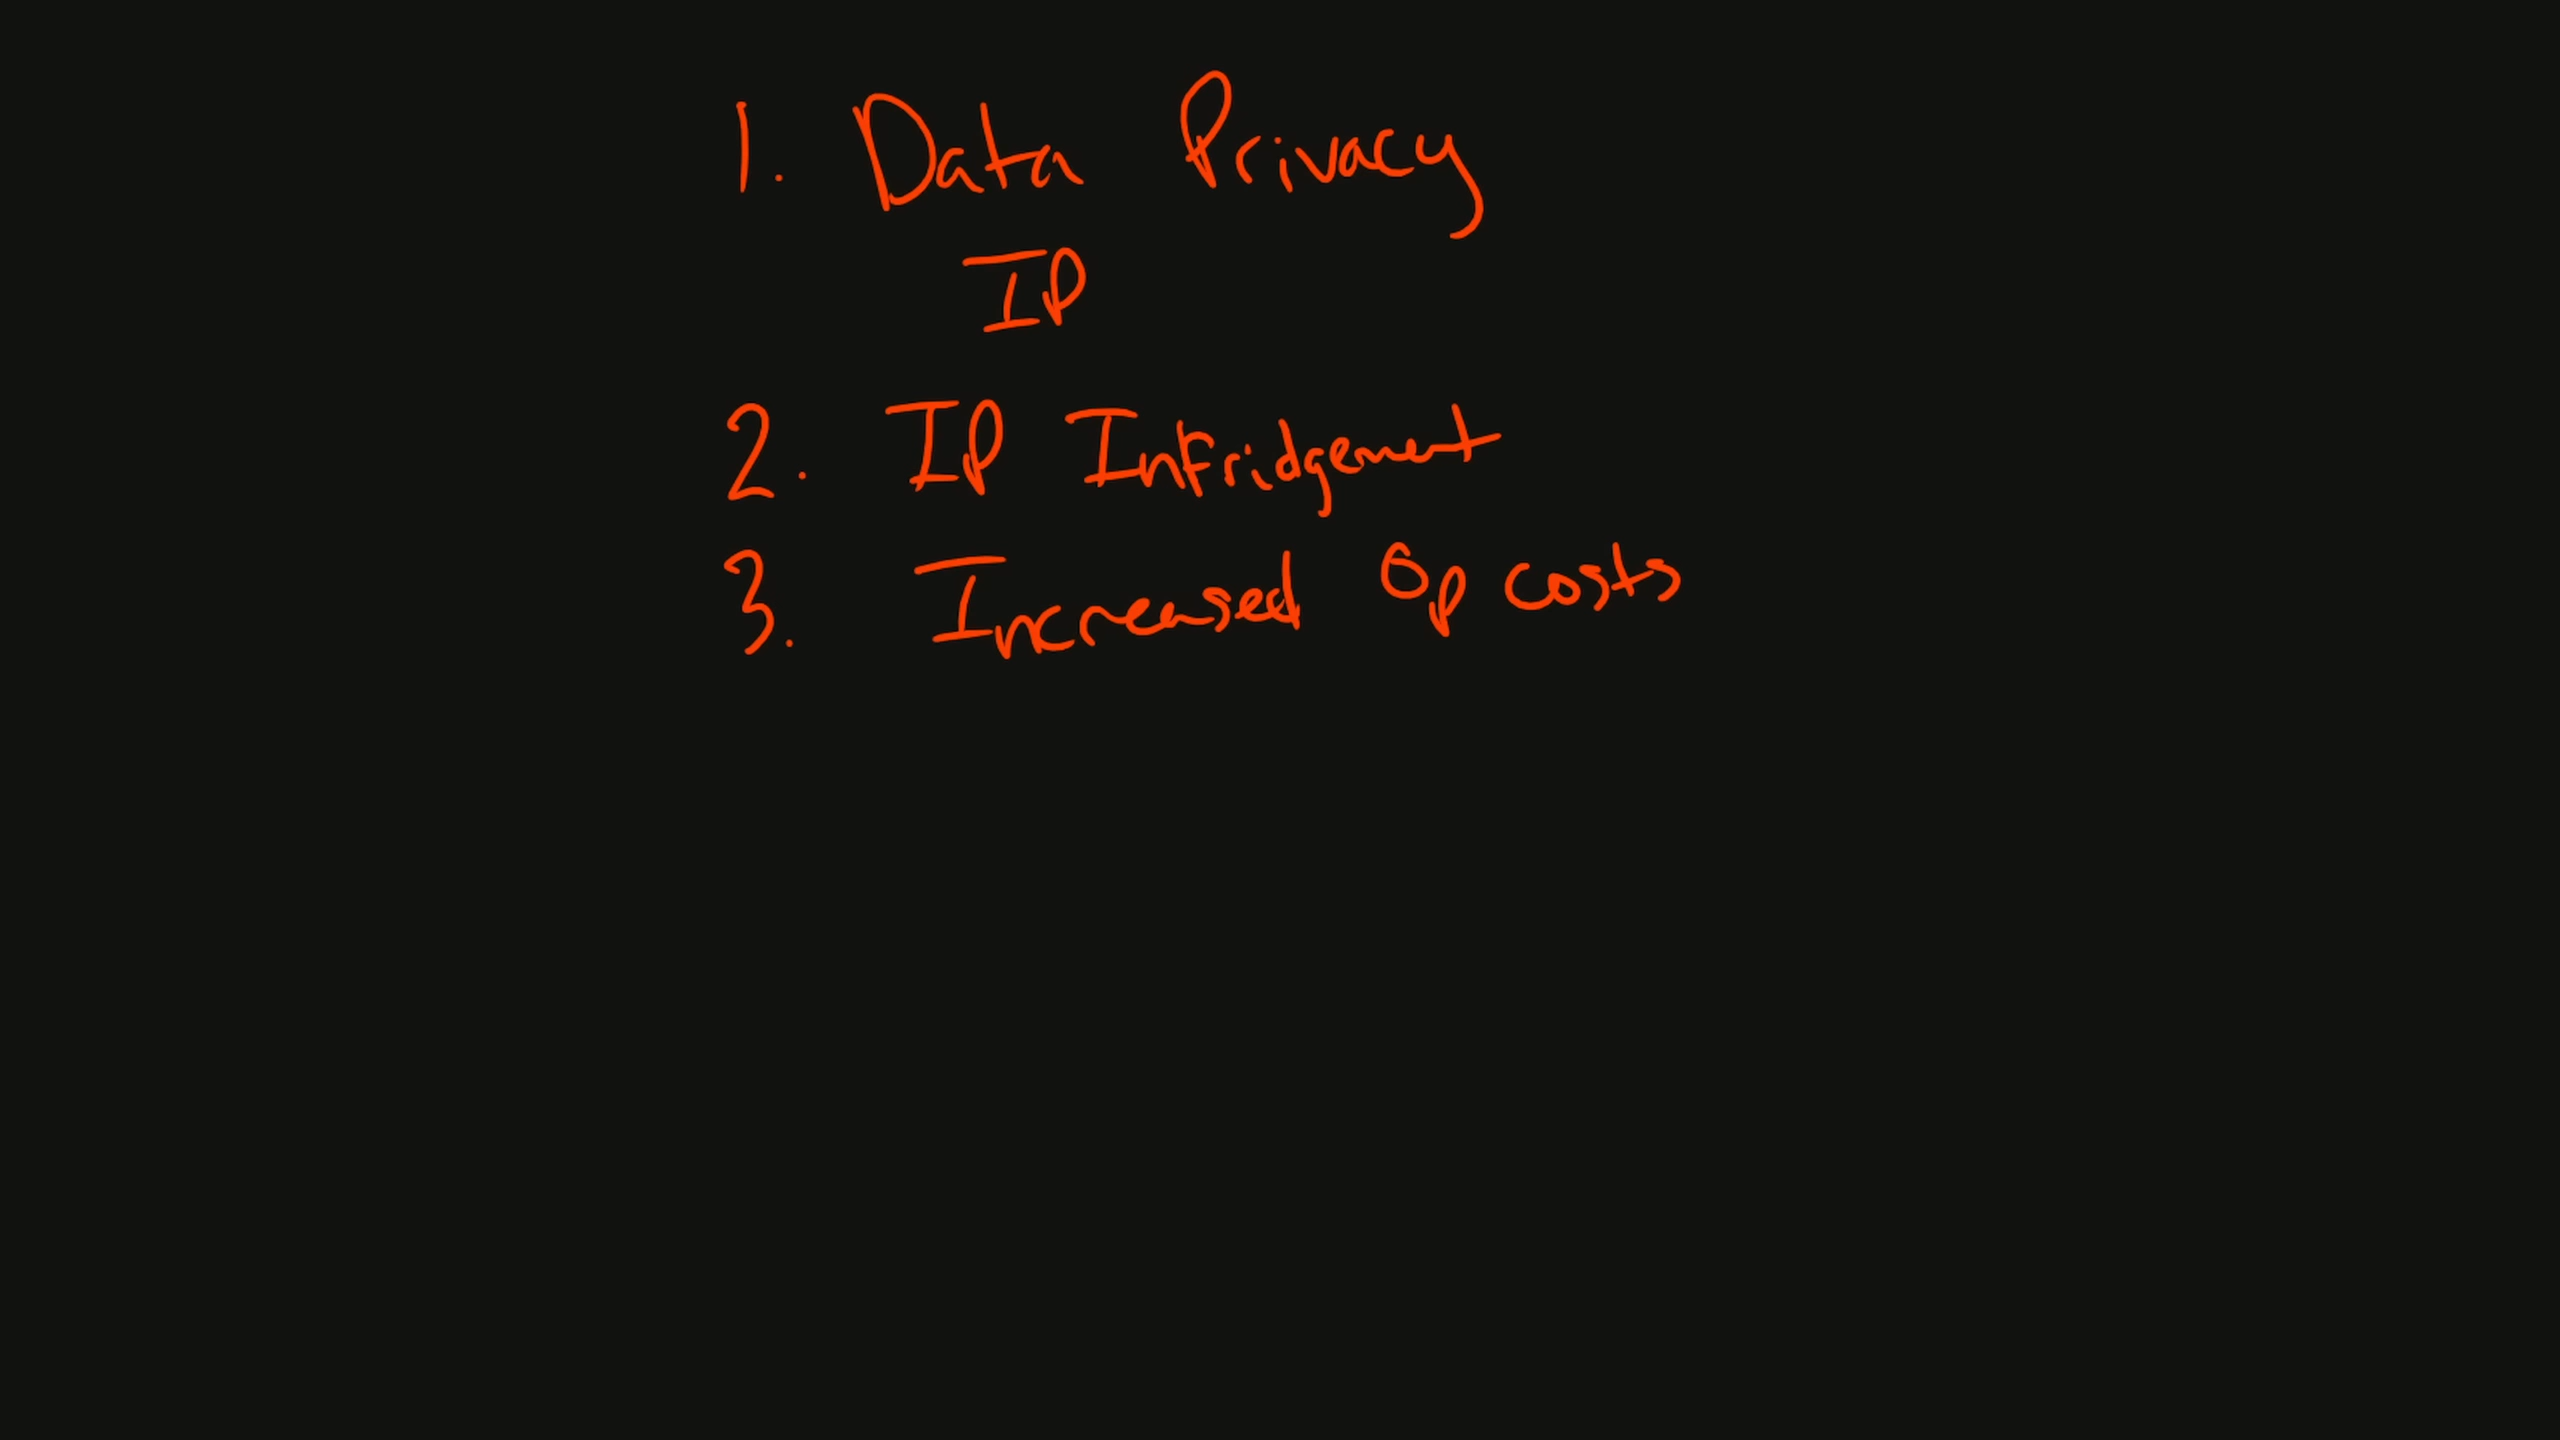 1. Data Privacy
IP
2. IP Infridgement
3. Increased Op costs